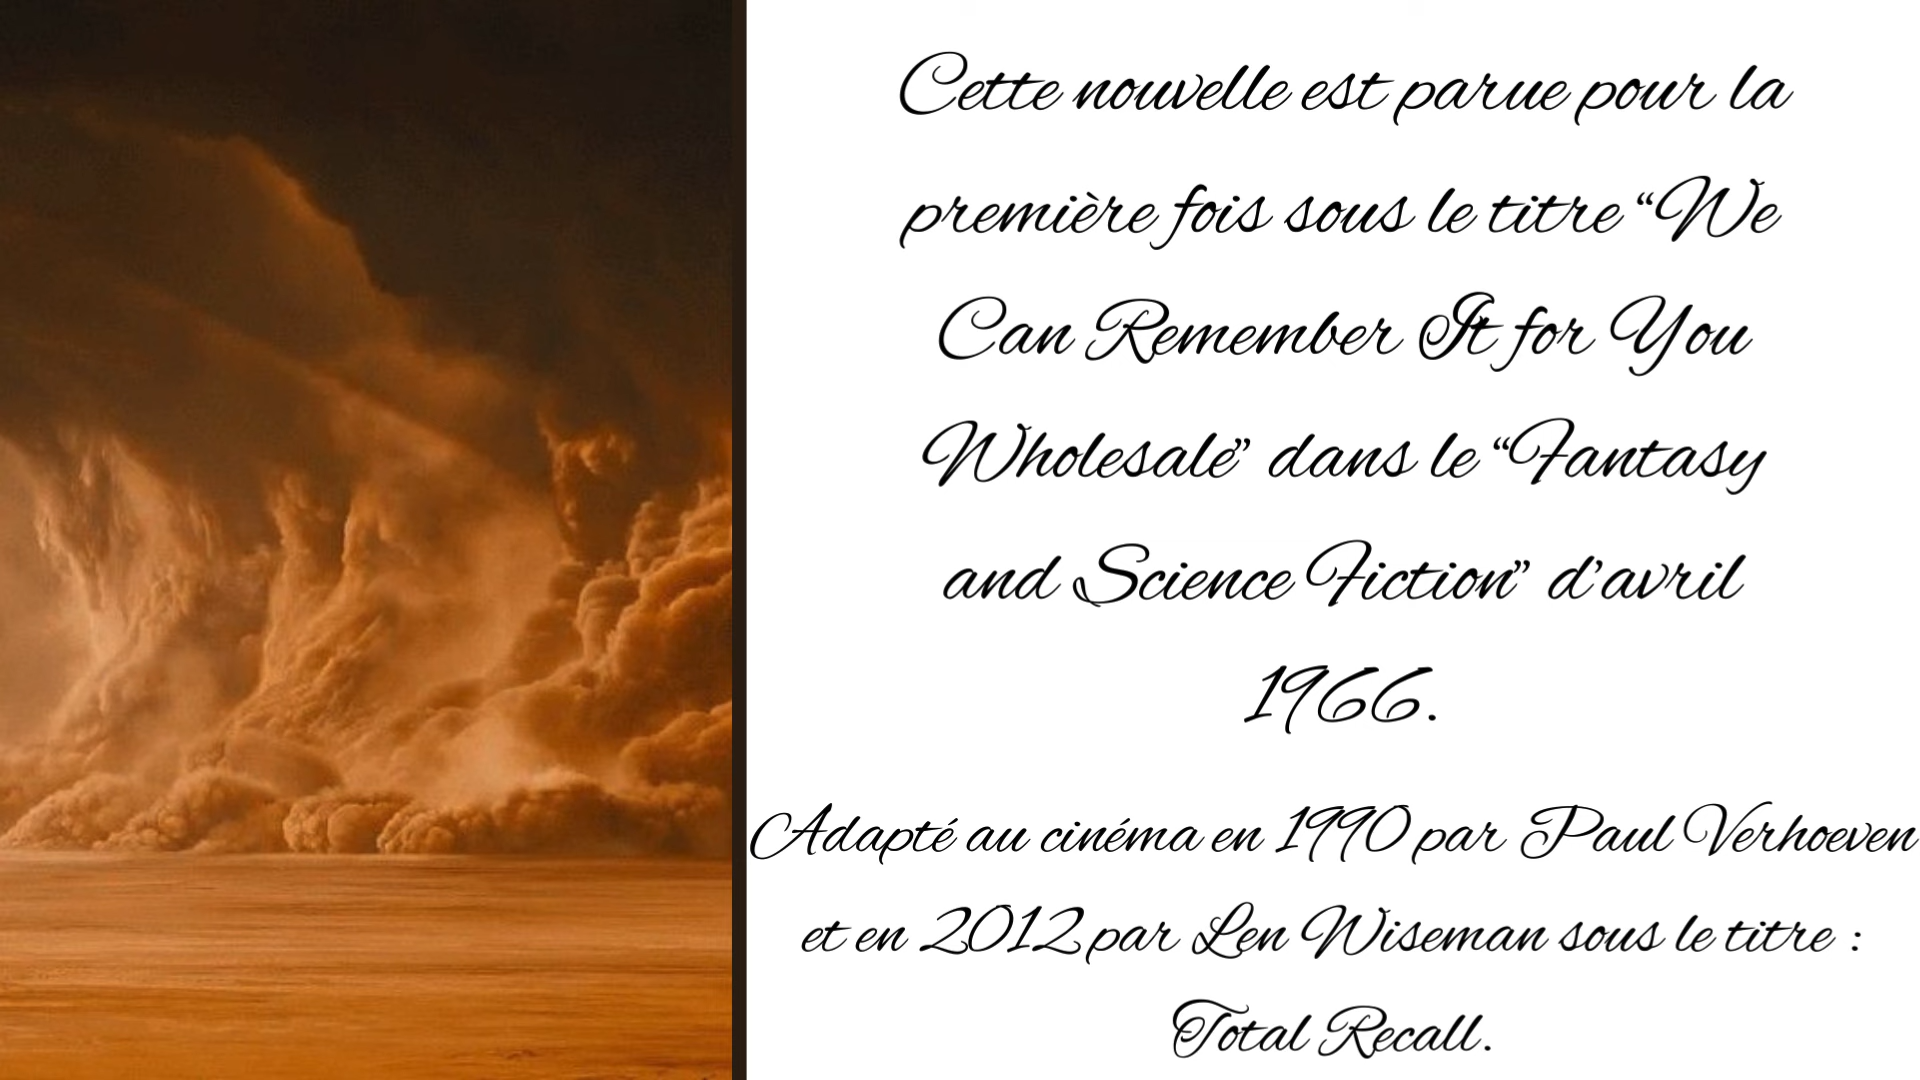 Cette nouvelle est parue pour la
première fois sous le titre “We
Can Remember It for You
Wholesale” dans le “Fantasy
and Science Fiction” d’avril
1966.
Adapté au cinéma en 1990 par Paul Verhoeven
et en 2012 par Len Wiseman sous le titre :
Total Recall.